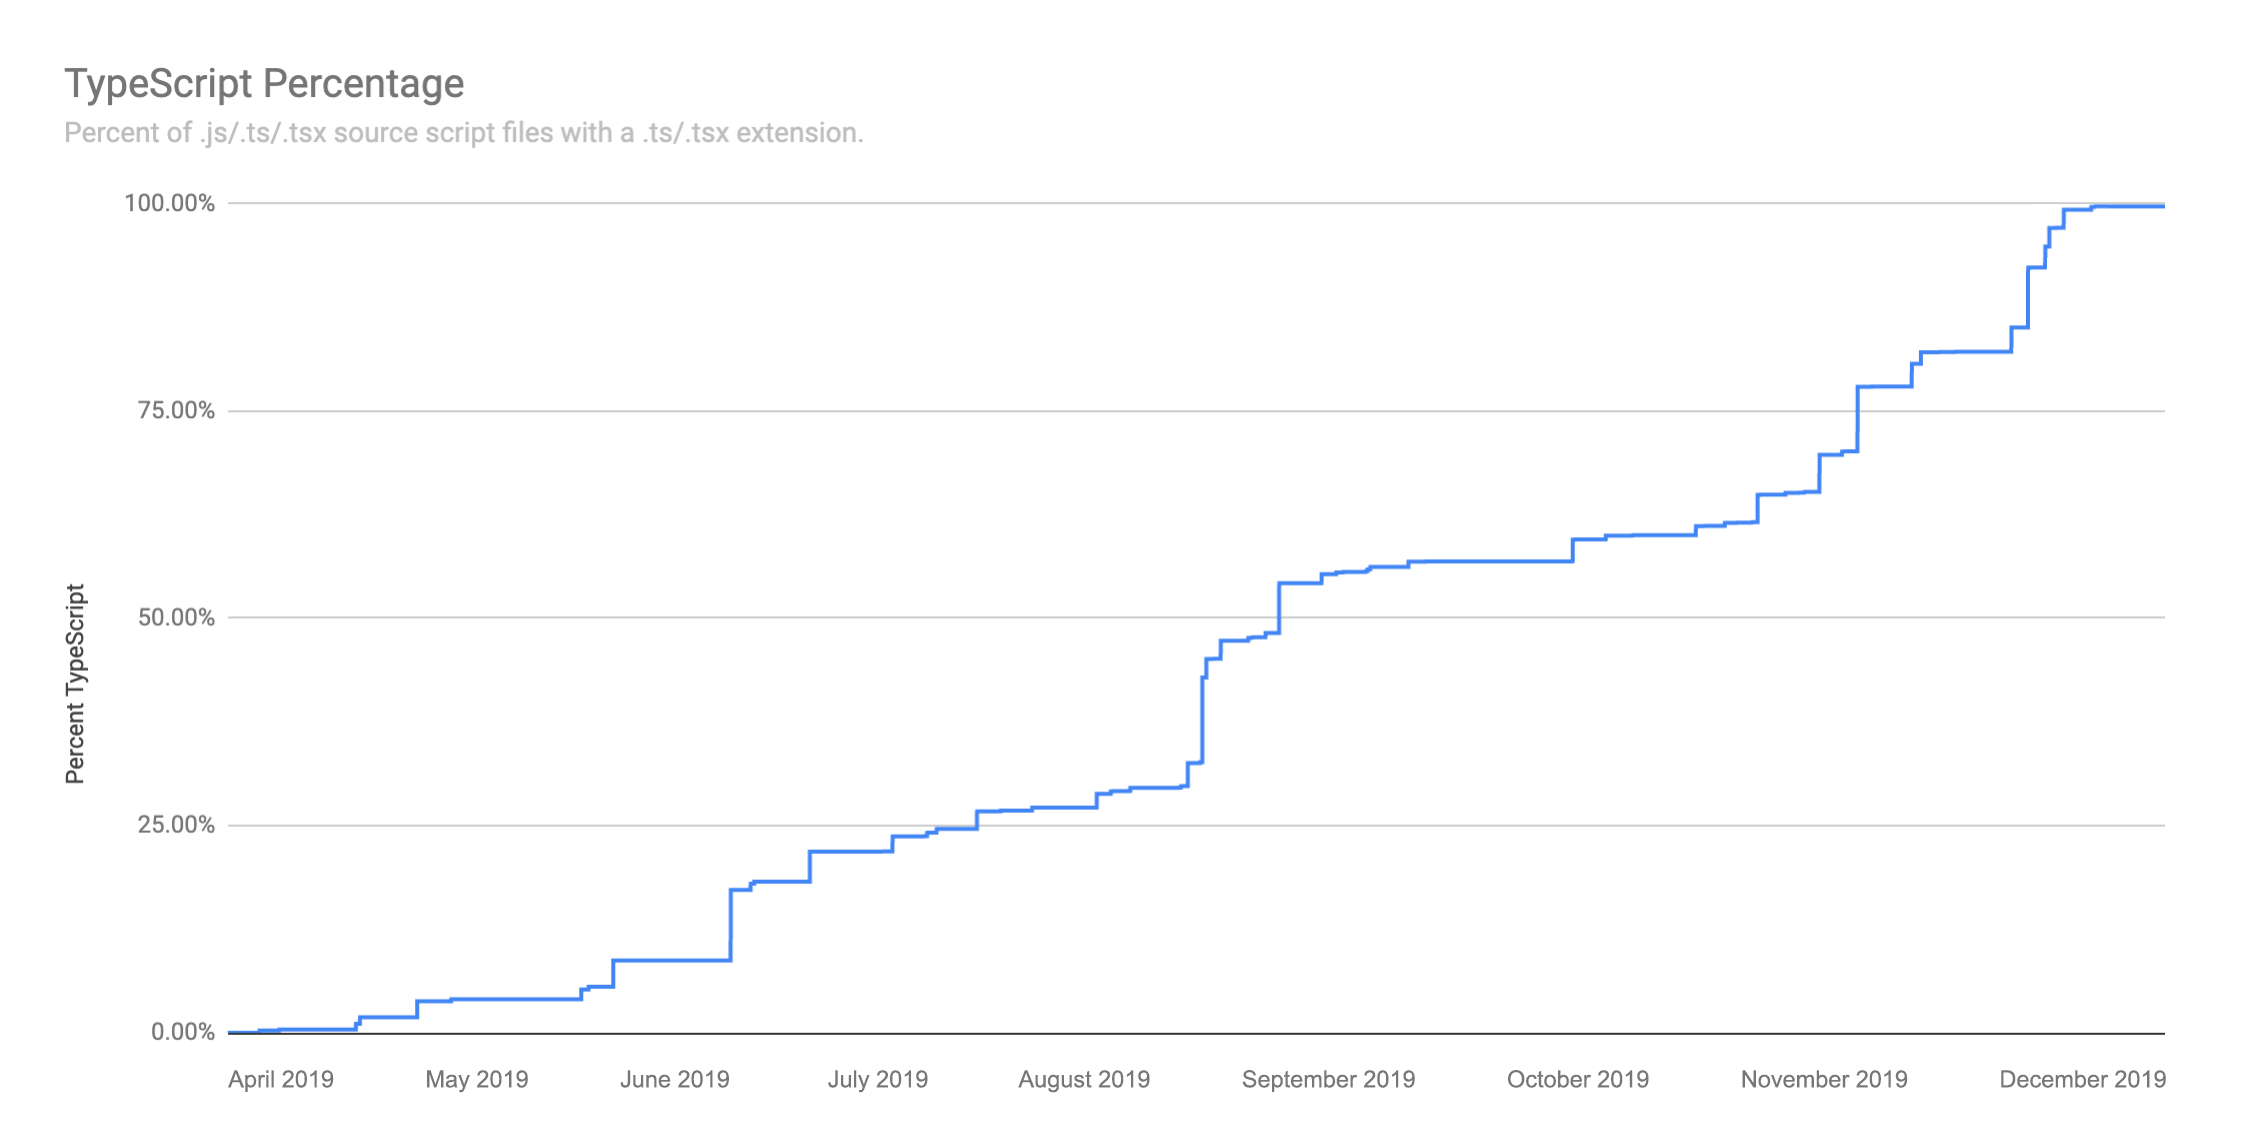 TypeScript Percentage
Percent of .js/.ts/.tsx source script files with a .ts/.tsx extension.
100.00%
75.00%
50.00%
25.00%
0.00%
Percent TypeScript
April 2019
May 2019
June 2019
July 2019
August 2019
September 2019
October 2019
November 2019
December 2019